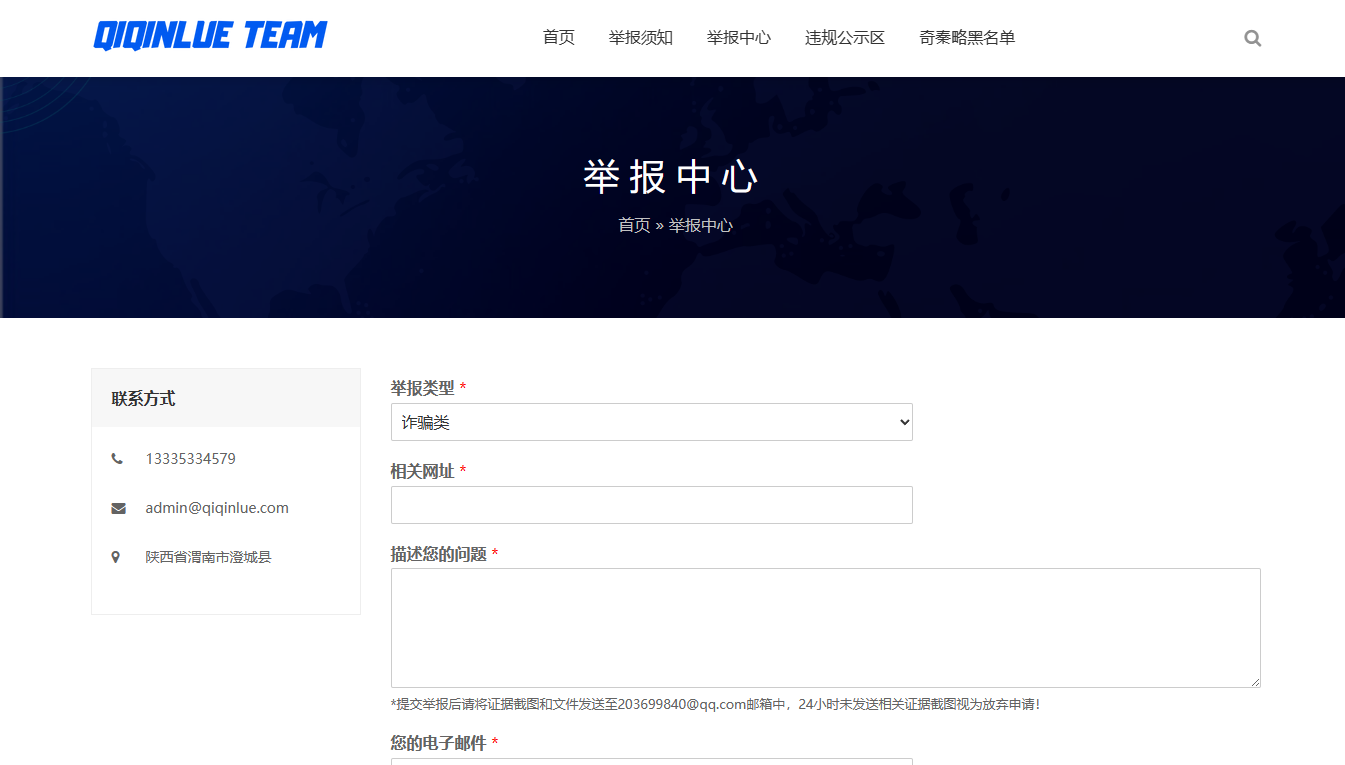 QIQINLUE TEAM
首页 举报须知 举报中心 违规公示区 奇秦略黑名单
举报中心
首页 » 举报中心
联系方式
13335334579
admin@qiqinlue.com
陕西省渭南市澄城县
举报类型 *
诈骗类
相关网址 *
描述您的问题 *
*提交举报后请将证据截图和文件发送至203699840@qq.com邮箱中，24小时未发送相关证据截图视为放弃申请！
您的电子邮件 *